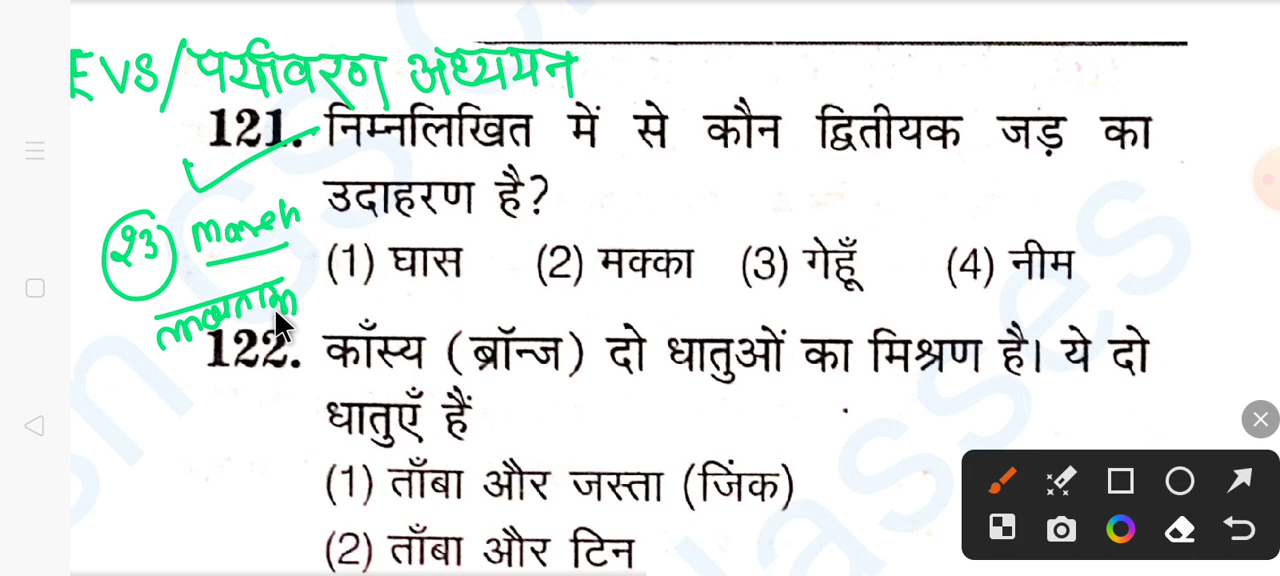 EVS/पर्यावरण अध्ययन
121. निम्नलिखित में से कौन द्वितीयक जड़ का
उदाहरण है?
23 March
(1) घास (2) मक्का (3) गेहूँ (4) नीम
122. काँस्य (ब्रॉन्ज) दो धातुओं का मिश्रण है। ये दो
धातुएँ हैं
(1) ताँबा और जस्ता (जिंक)
(2) ताँबा और टिन